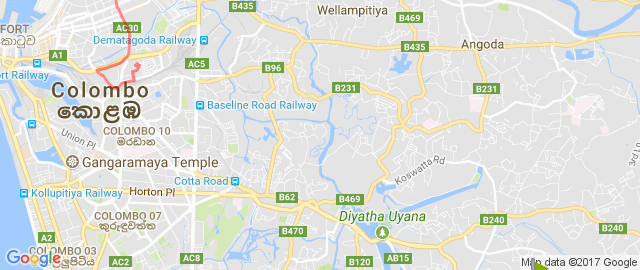 B435
Wellampitiya
B469
FORT
කොටුව
AC30
Dematagoda Railway
B435
Angoda
A1
Fort Railway
AC5
B96
B231
B231
Colombo
කොළඹ
Baseline Road Railway
Union Pl
COLOMBO 10
මරදාන
Gangaramaya Temple
Koswatta Rd
Cotta Road
Kollupitiya Railway
Horton Pl
B62
B469
COLOMBO 07
කුරුඳුවත්ත
Diyatha Uyana
B240
B240
A2
B470
COLOMBO 03
කොල්ලුපිටිය
AC8
B120
AB15
Google
Map data ©2017 Google